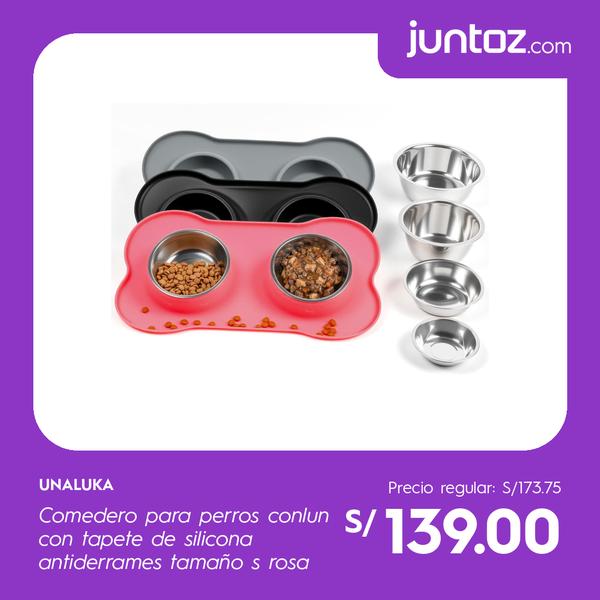 juntoz.com
UNALUKA
Comedero para perros conlun
con tapete de silicona
antiderrames tamaño s rosa
Precio regular: S/173.75
S/139.00